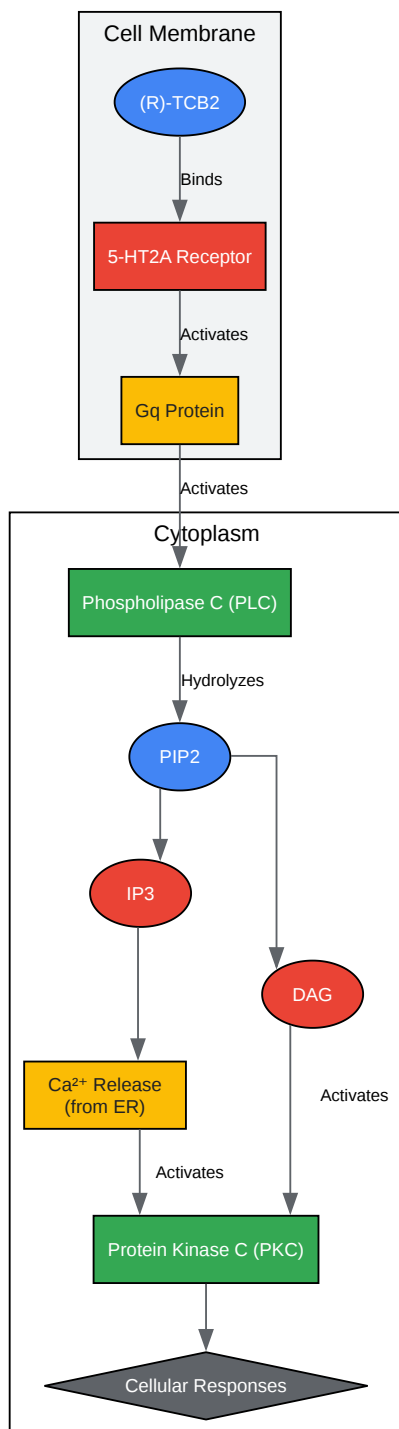 Cell Membrane
(R)-TCB2
Binds
5-HT2A Receptor
Activates
Gq Protein
Activates
Cytoplasm
Phospholipase C (PLC)
Hydrolyzes
PIP2
IP3
DAG
Ca²⁺ Release
(from ER)
Activates
Activates
Protein Kinase C (PKC)
Cellular Responses